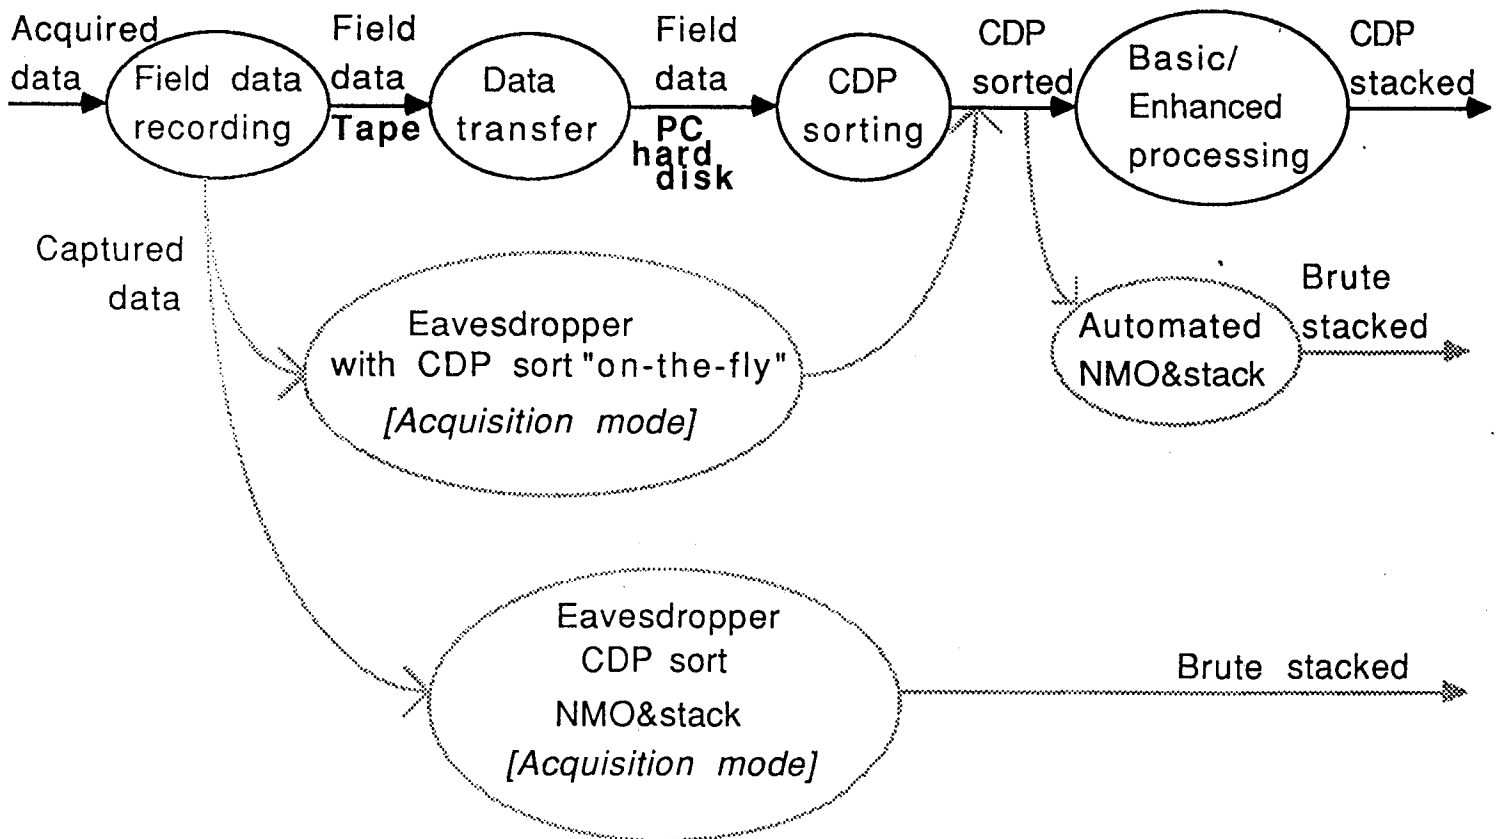 Acquired
data
Field data
recording
Field
data
Tape
Data
transfer
Field
data
PC
hard
disk
CDP
sorting
CDP
sorted
Basic/
Enhanced
processing
CDP
stacked
Captured
data
Eavesdropper
with CDP sort "on-the-fly"
[Acquisition mode]
Automated
NMO&stack
Brute
stacked
Eavesdropper
CDP sort
NMO&stack
[Acquisition mode]
Brute stacked